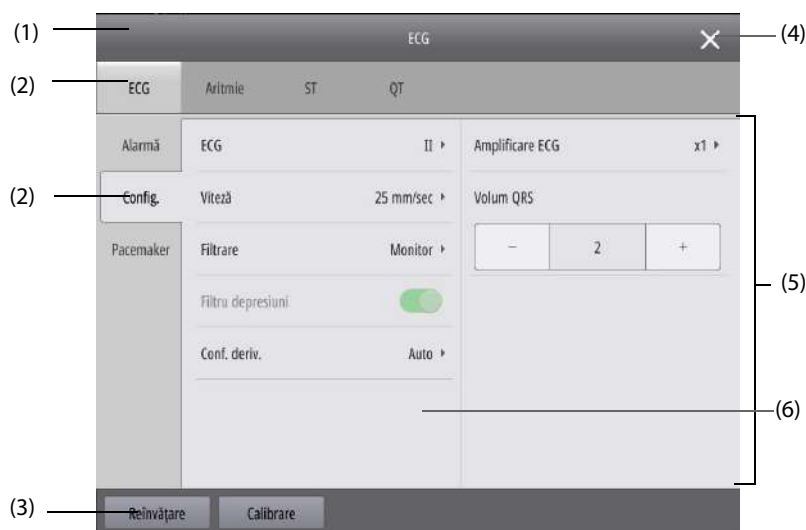 (1)
ECG
(4)
(2)
ECG Aritmie ST QT
Alarmă
ECG II
Amplificare ECG x1
(2)
Config.
Viteză 25 mm/sec
Volum QRS
Pacemaker
Filtrare Monitor
- 2 +
Filtru depresiuni
(5)
Conf. deriv. Auto
(6)
(3)
Reînvățare Calibrare